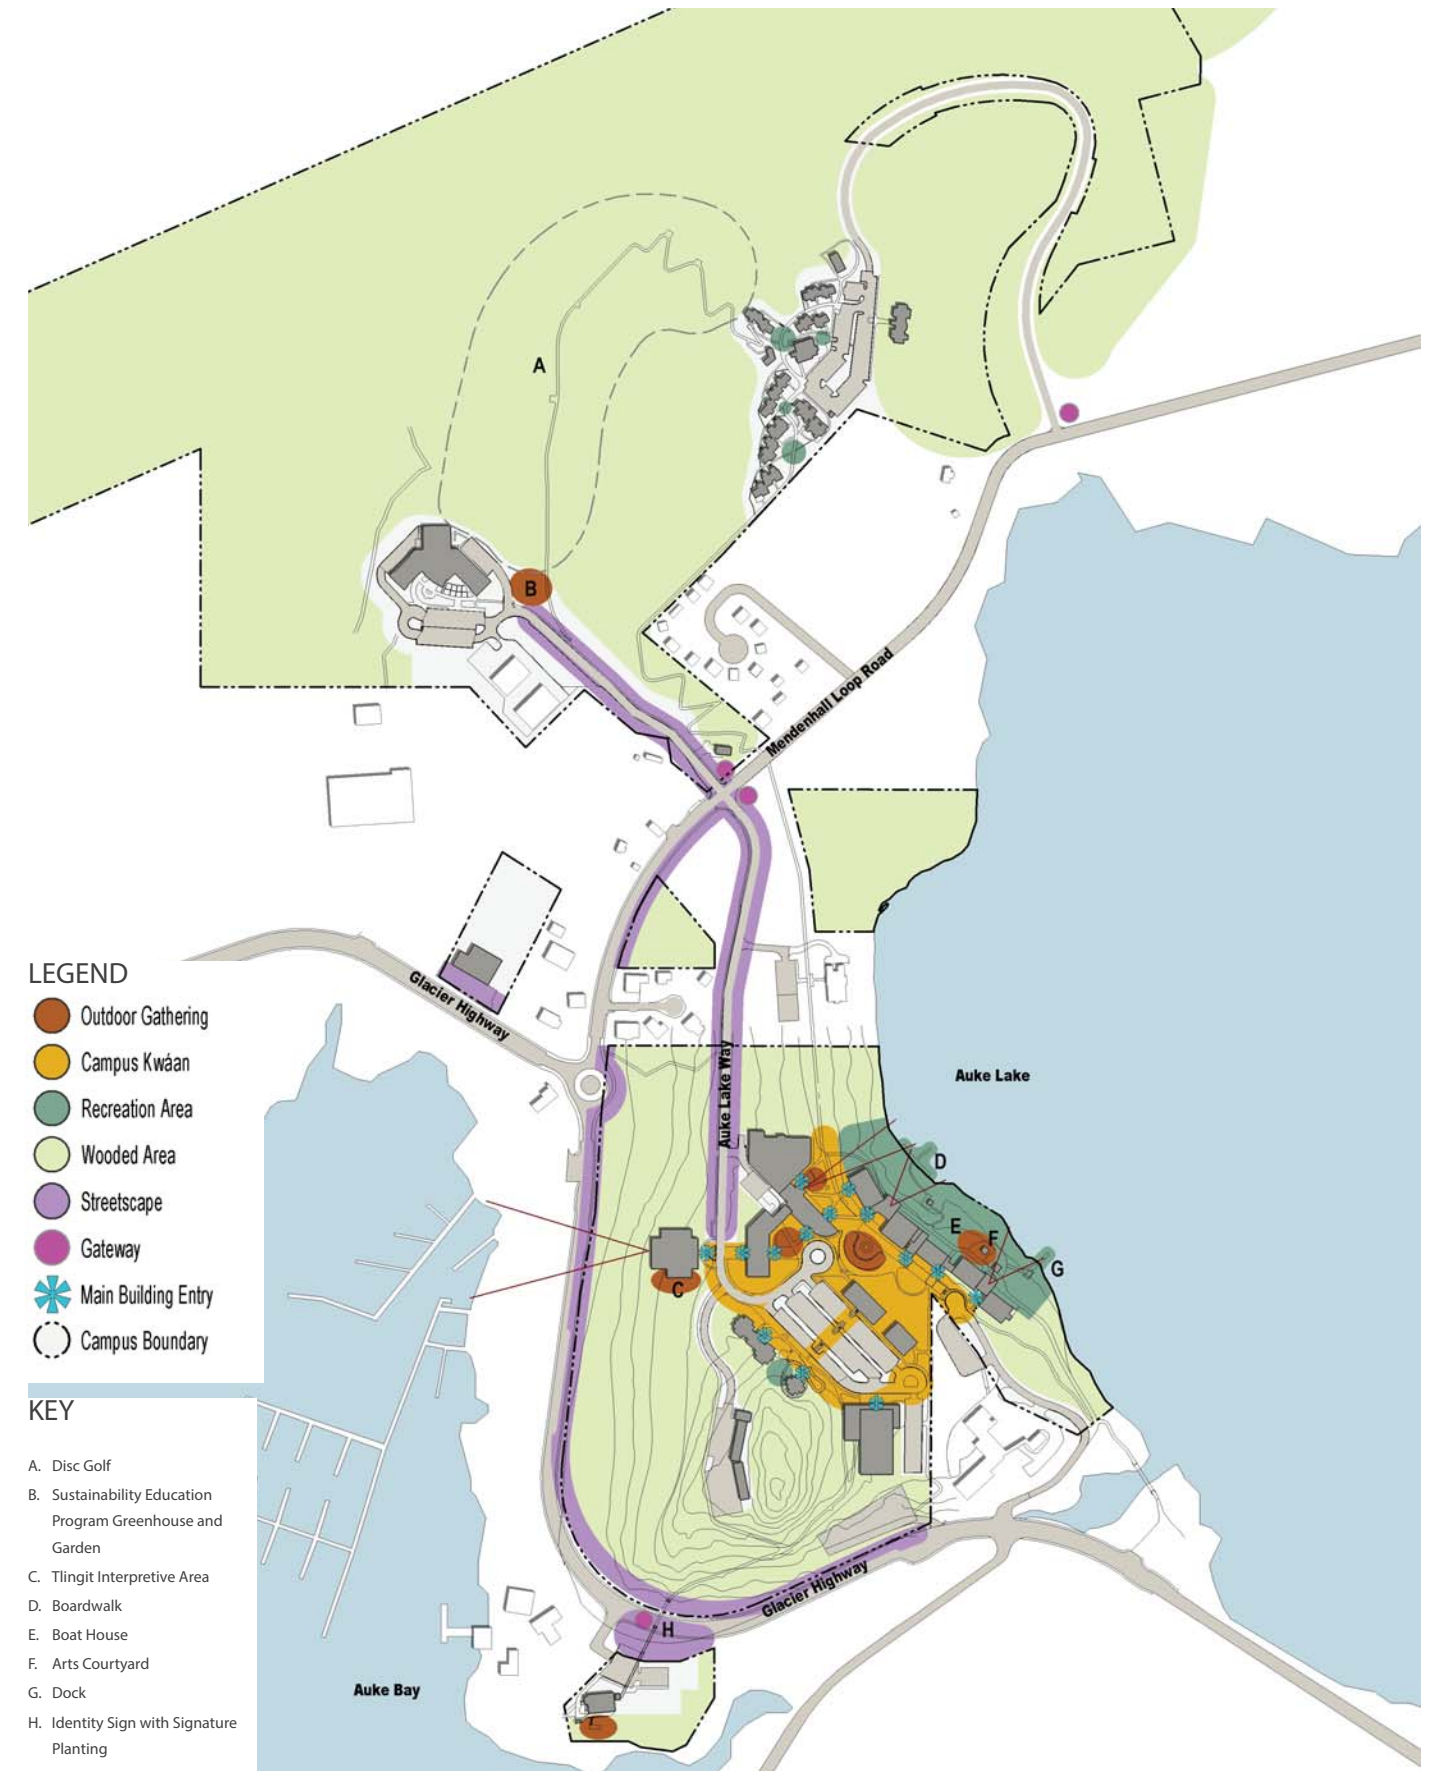 A
B
Mendenhall Loop Road
Glacier Highway
LEGEND
Outdoor Gathering
Campus Kwáan
Recreation Area
Wooded Area
Streetscape
Gateway
Main Building Entry
Campus Boundary
Auke Lake Way
Auke Lake
D
E
F
G
C
KEY
A. Disc Golf
B. Sustainability Education
Program Greenhouse and
Garden
C. Tlingit Interpretive Area
D. Boardwalk
E. Boat House
F. Arts Courtyard
G. Dock
H. Identity Sign with Signature
Planting
Glacier Highway
H
Auke Bay